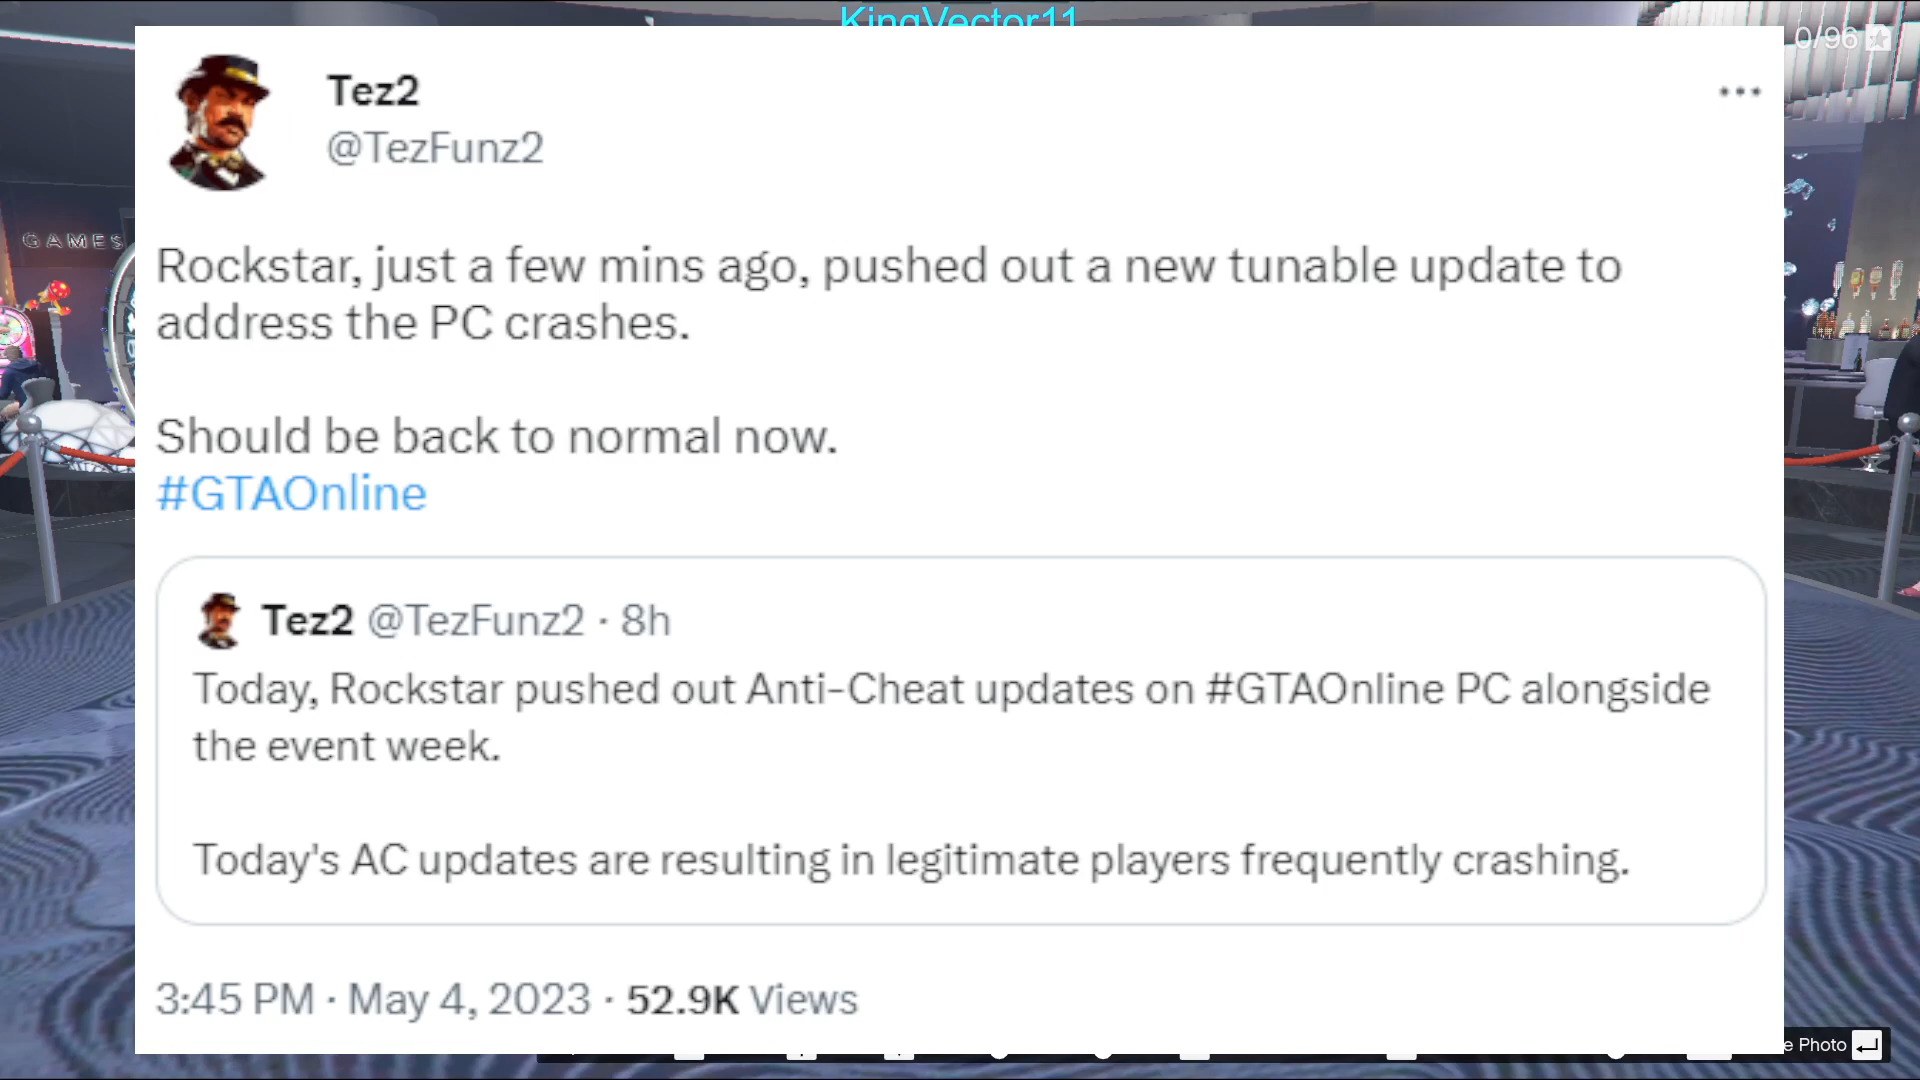 KingVector11
0/96
GAMES
Tez2
@TezFunz2
Rockstar, just a few mins ago, pushed out a new tunable update to
address the PC crashes.
Should be back to normal now.
#GTAOnline
Tez2 @TezFunz2 · 8h
Today, Rockstar pushed out Anti-Cheat updates on #GTAOnline PC alongside
the event week.
Today's AC updates are resulting in legitimate players frequently crashing.
3:45 PM · May 4, 2023 · 52.9K Views
Photo